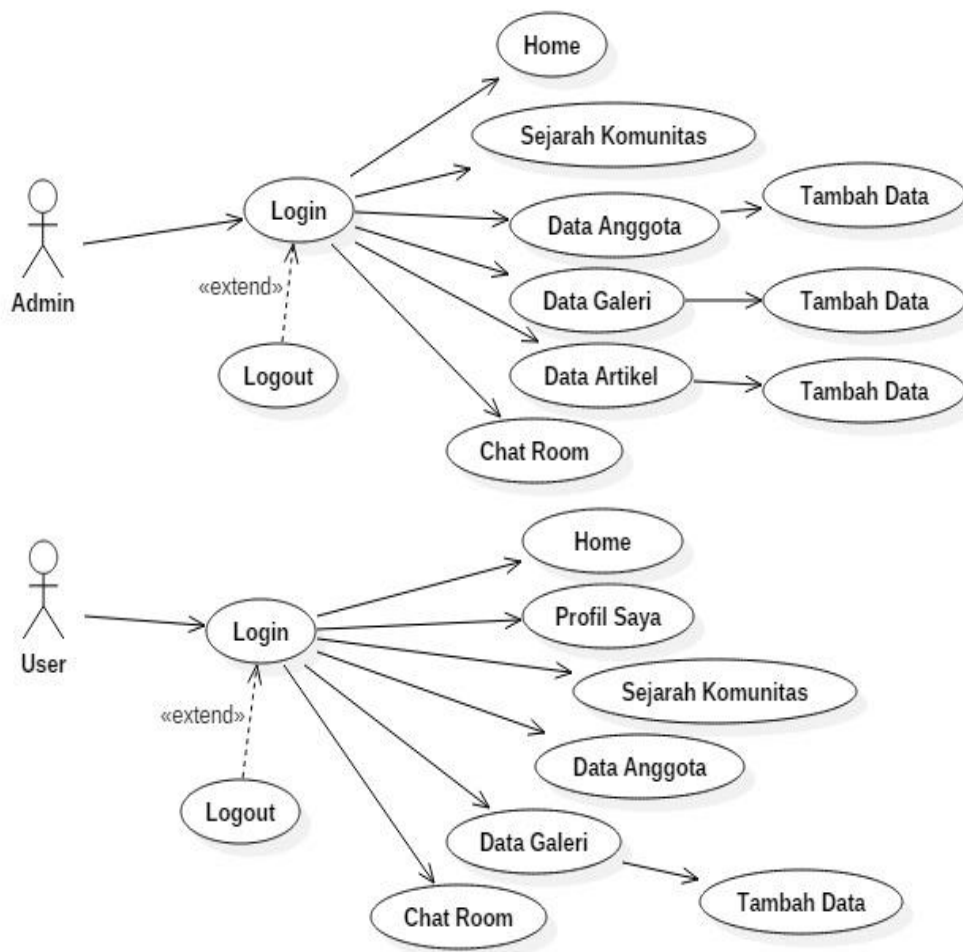 Home
Sejarah Komunitas
Login
Data Anggota
Tambah Data
Admin
«extend»
Data Galeri
Tambah Data
Logout
Data Artikel
Tambah Data
Chat Room
Home
Profil Saya
Login
User
Sejarah Komunitas
«extend»
Data Anggota
Logout
Data Galeri
Chat Room
Tambah Data